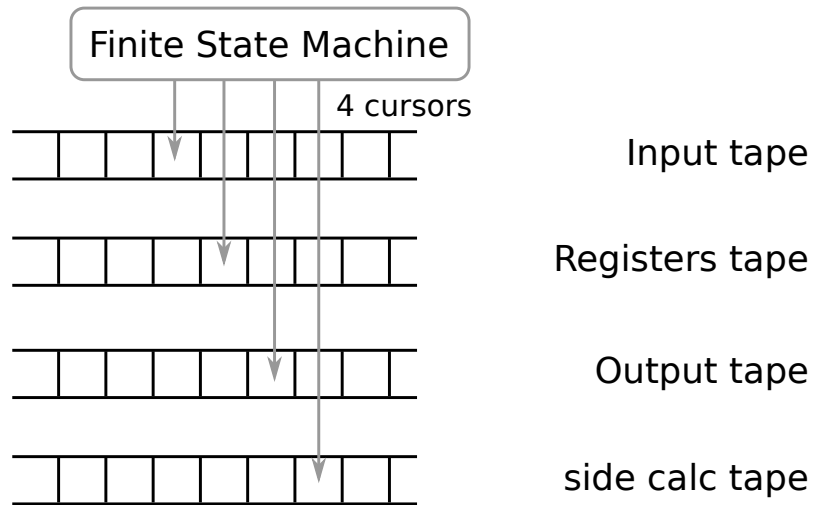 Finite State Machine
4 cursors
Input tape
Registers tape
Output tape
side calc tape